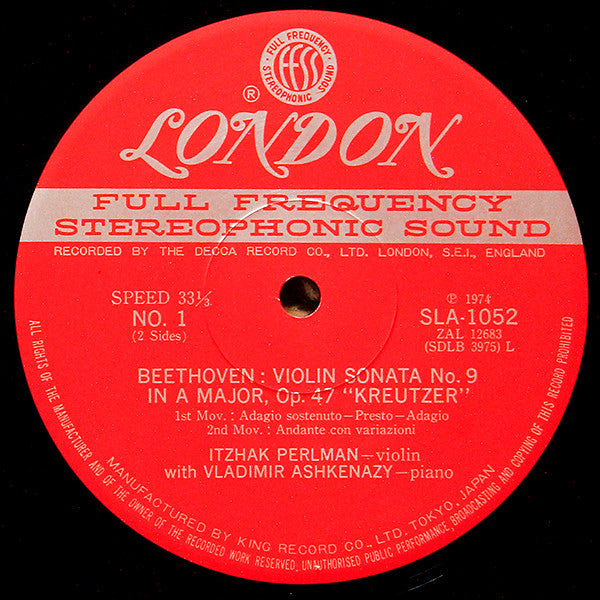 FULL FREQUENCY
ffss
STEREOPHONIC SOUND
®
LONDON
FULL FREQUENCY
STEREOPHONIC SOUND
RECORDED BY THE DECCA RECORD CO., LTD. LONDON, S.E.I., ENGLAND
SPEED 33⅓
NO. 1
(2 Sides)
℗ 1974
SLA-1052
ZAL 12683
(SDLB 3975) L
BEETHOVEN : VIOLIN SONATA No. 9
IN A MAJOR, Op. 47 “KREUTZER”
1st Mov. : Adagio sostenuto—Presto—Adagio
2nd Mov. : Andante con variazioni
ITZHAK PERLMAN—violin
with VLADIMIR ASHKENAZY—piano
MANUFACTURED BY KING RECORD CO., LTD. TOKYO, JAPAN
ALL RIGHTS OF THE MANUFACTURER AND OF THE OWNER OF THE RECORDED WORK RESERVED, UNAUTHORISED PUBLIC PERFORMANCE, BROADCASTING AND COPYING OF THIS RECORD PROHIBITED